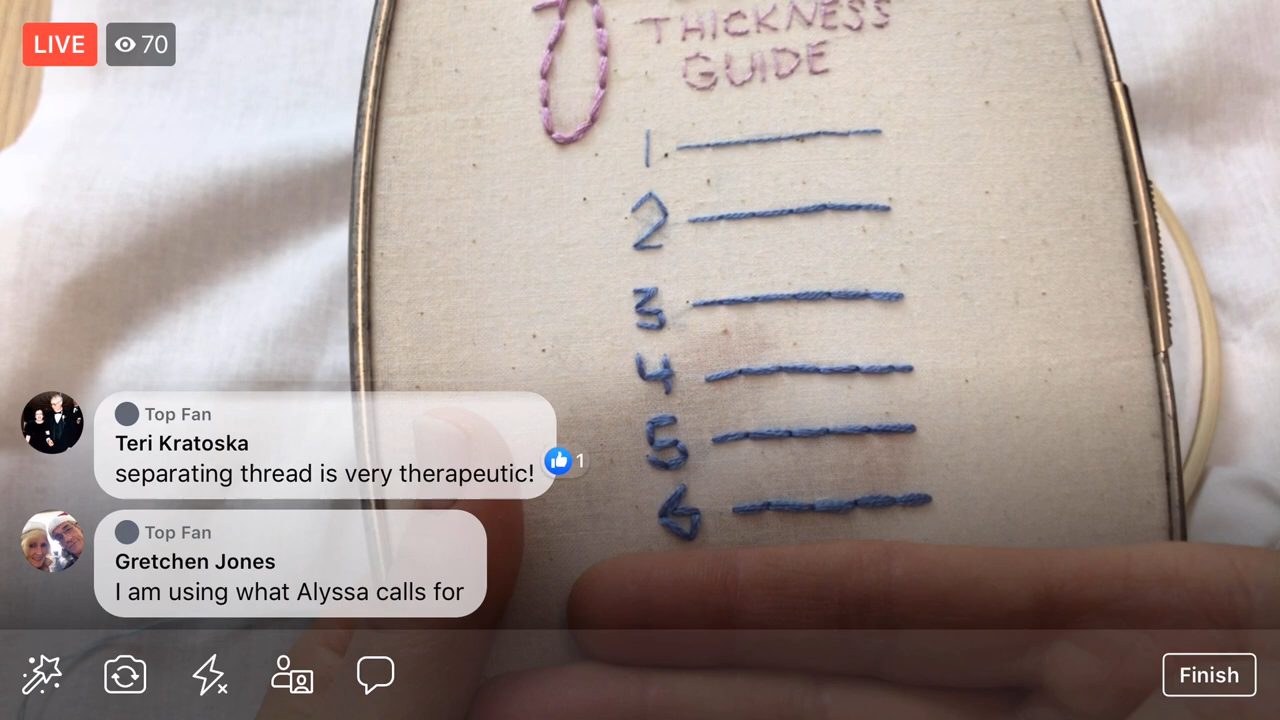 LIVE
70
THICKNESS
GUIDE
1
2
3
4
5
6
Top Fan
Teri Kratoska
separating thread is very therapeutic!
1
Top Fan
Gretchen Jones
I am using what Alyssa calls for
Finish